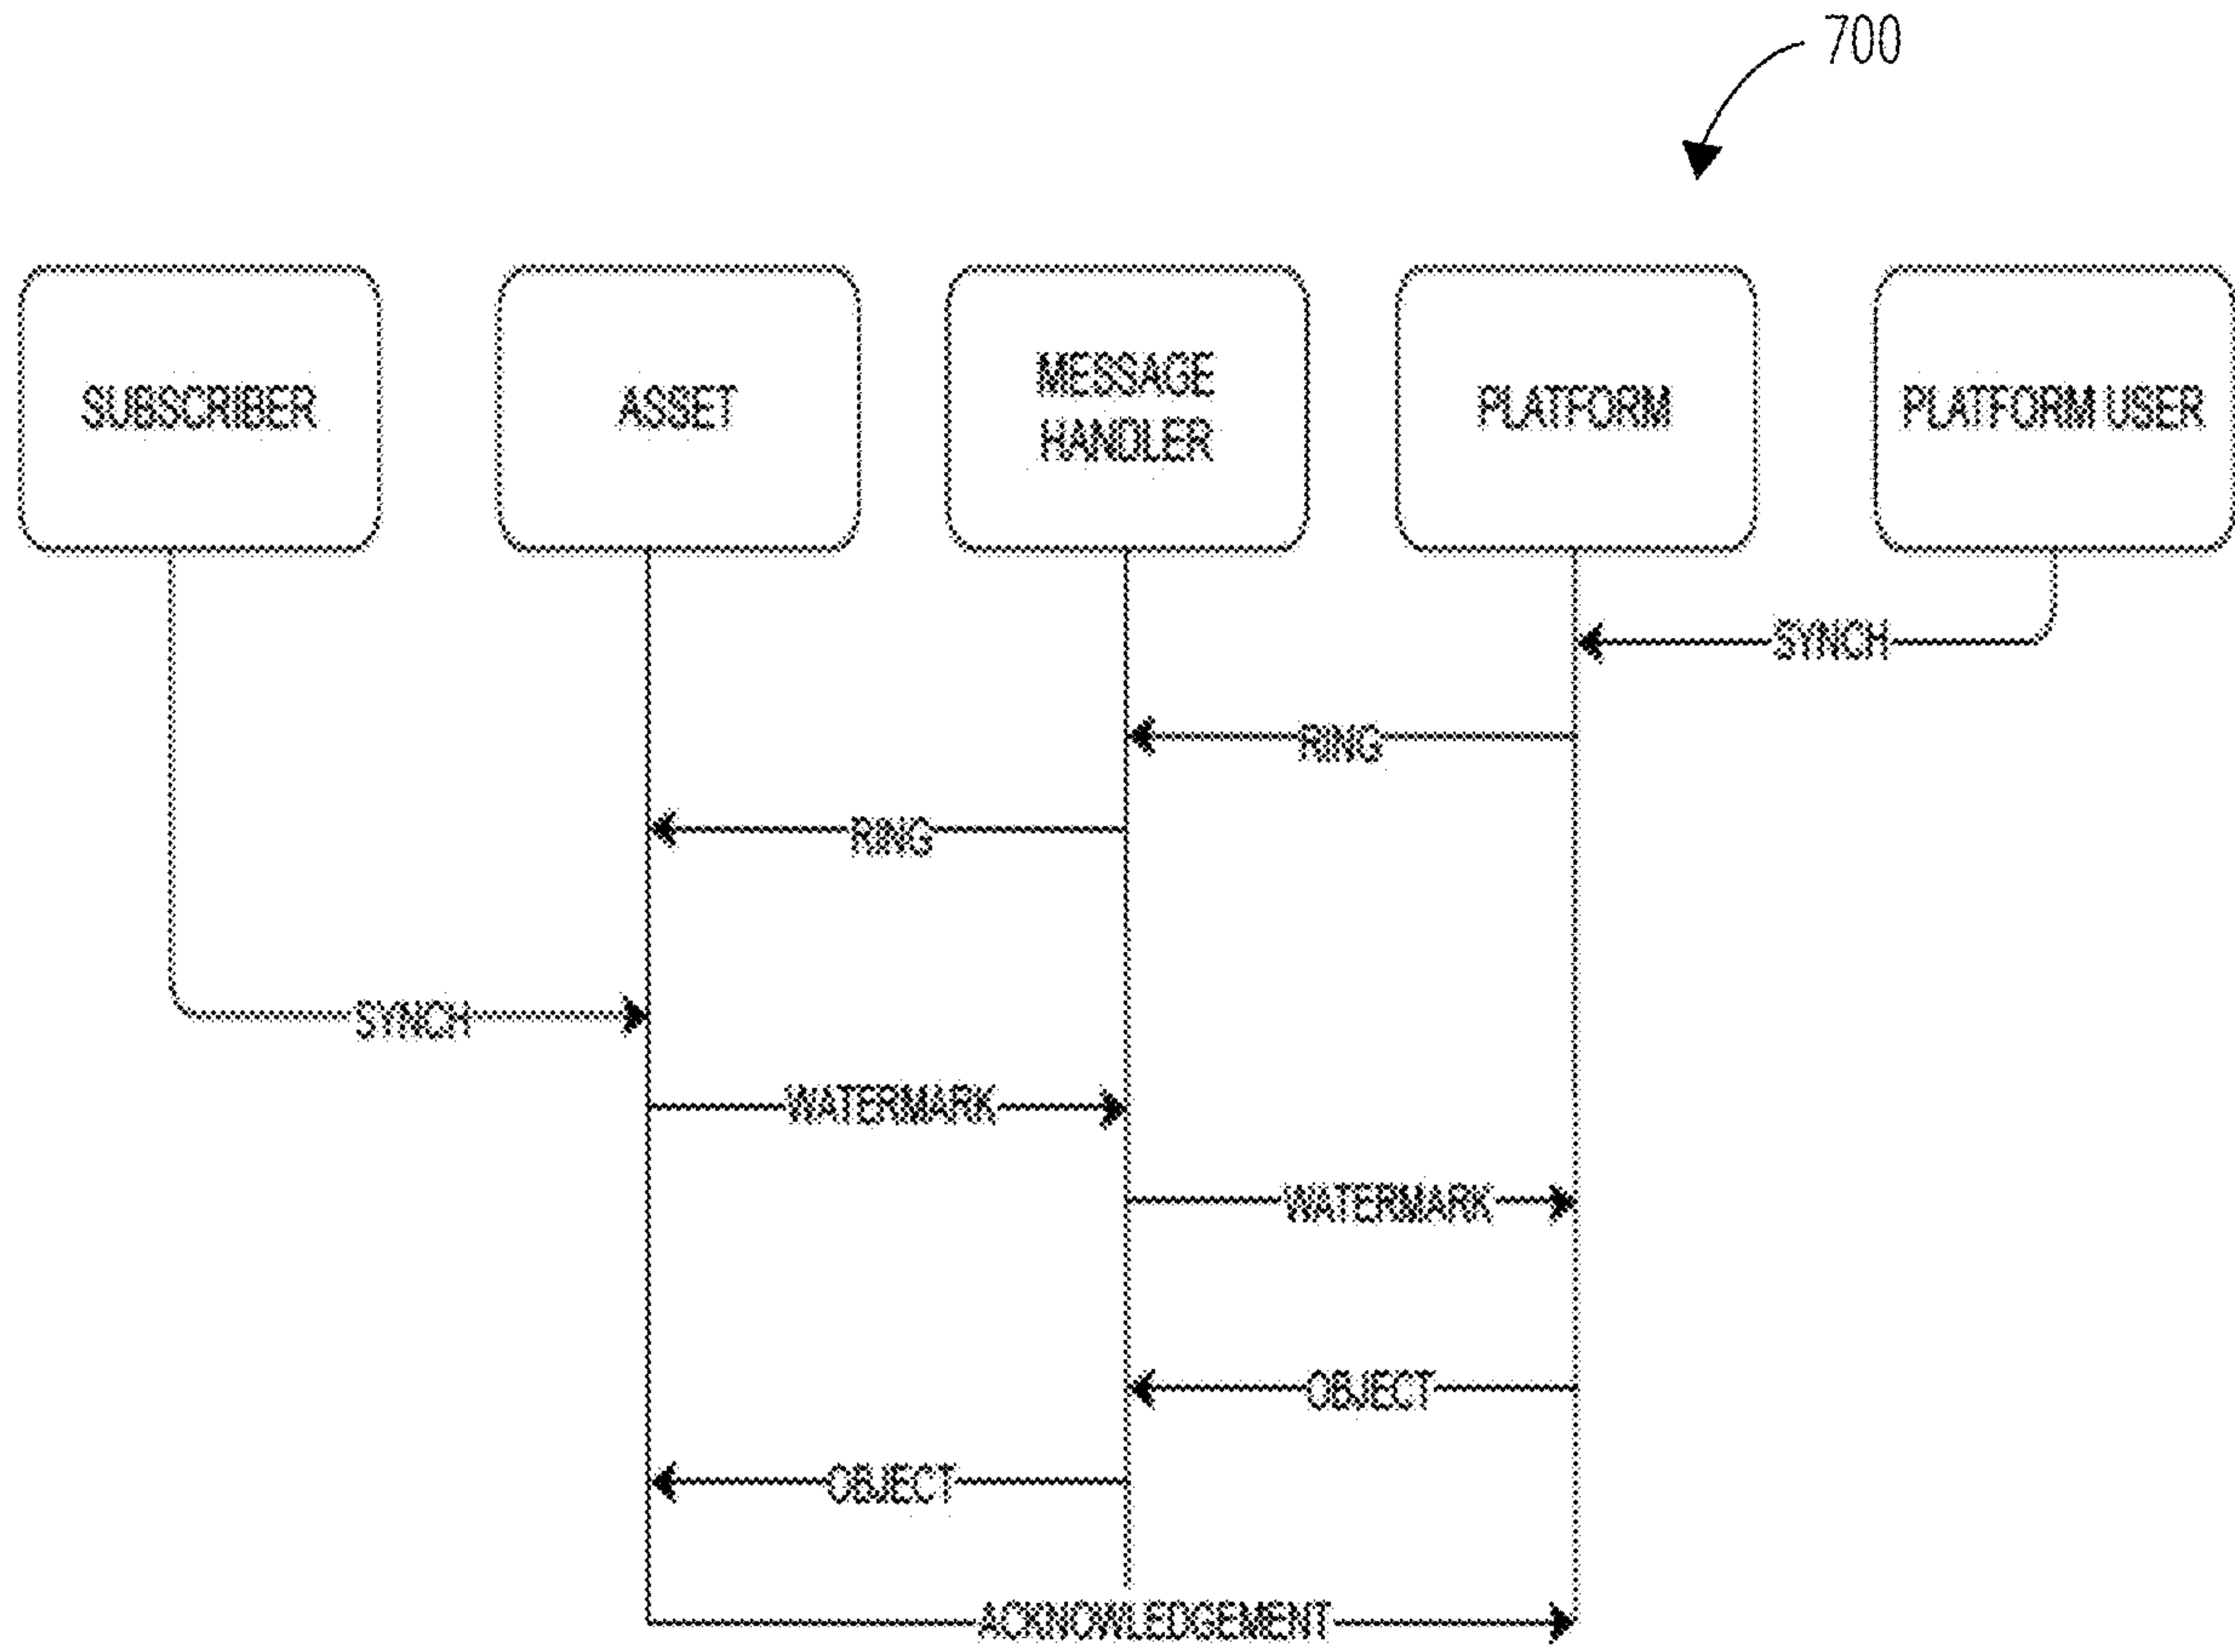 700
SUBSCRIBER
ASSET
MESSAGE
HANDLER
PLATFORM
PLATFORM USER
SYNCH
RING
RING
SYNCH
WATERMARK
WATERMARK
OBJECT
OBJECT
ACKNOWLEDGEMENT